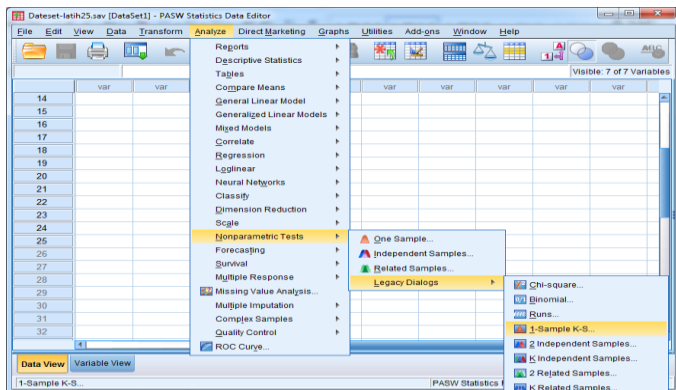 Dateset-latih25.sav [DataSet1] - PASW Statistics Data Editor
File Edit View Data Transform Analyze Direct Marketing Graphs Utilities Add-ons Window Help
Visible: 7 of 7 Variables
var var var var var var
Reports
Descriptive Statistics
Tables
Compare Means
General Linear Model
Generalized Linear Models
Mixed Models
Correlate
Regression
Loglinear
Neural Networks
Classify
Dimension Reduction
Scale
Nonparametric Tests
Forecasting
Survival
Multiple Response
Missing Value Analysis...
Multiple Imputation
Complex Samples
Quality Control
ROC Curve...
One Sample...
Independent Samples...
Related Samples...
Legacy Dialogs
Chi-square...
Binomial...
Runs...
1-Sample K-S...
2 Independent Samples...
K Independent Samples...
2 Related Samples...
K Related Samples...
14
15
16
17
18
19
20
21
22
23
24
25
26
27
28
29
30
31
32
Data View Variable View
1-Sample K-S... PASW Statistics